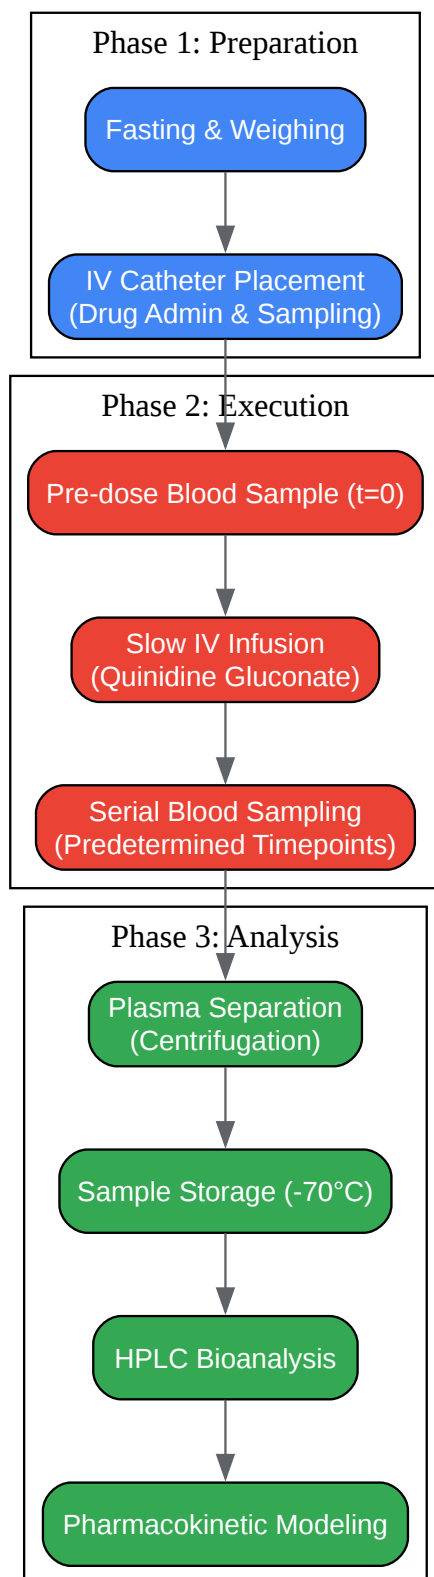 Phase 1: Preparation
Fasting & Weighing
IV Catheter Placement
(Drug Admin & Sampling)
Phase 2: Execution
Pre-dose Blood Sample (t=0)
Slow IV Infusion
(Quinidine Gluconate)
Serial Blood Sampling
(Predetermined Timepoints)
Phase 3: Analysis
Plasma Separation
(Centrifugation)
Sample Storage (-70°C)
HPLC Bioanalysis
Pharmacokinetic Modeling